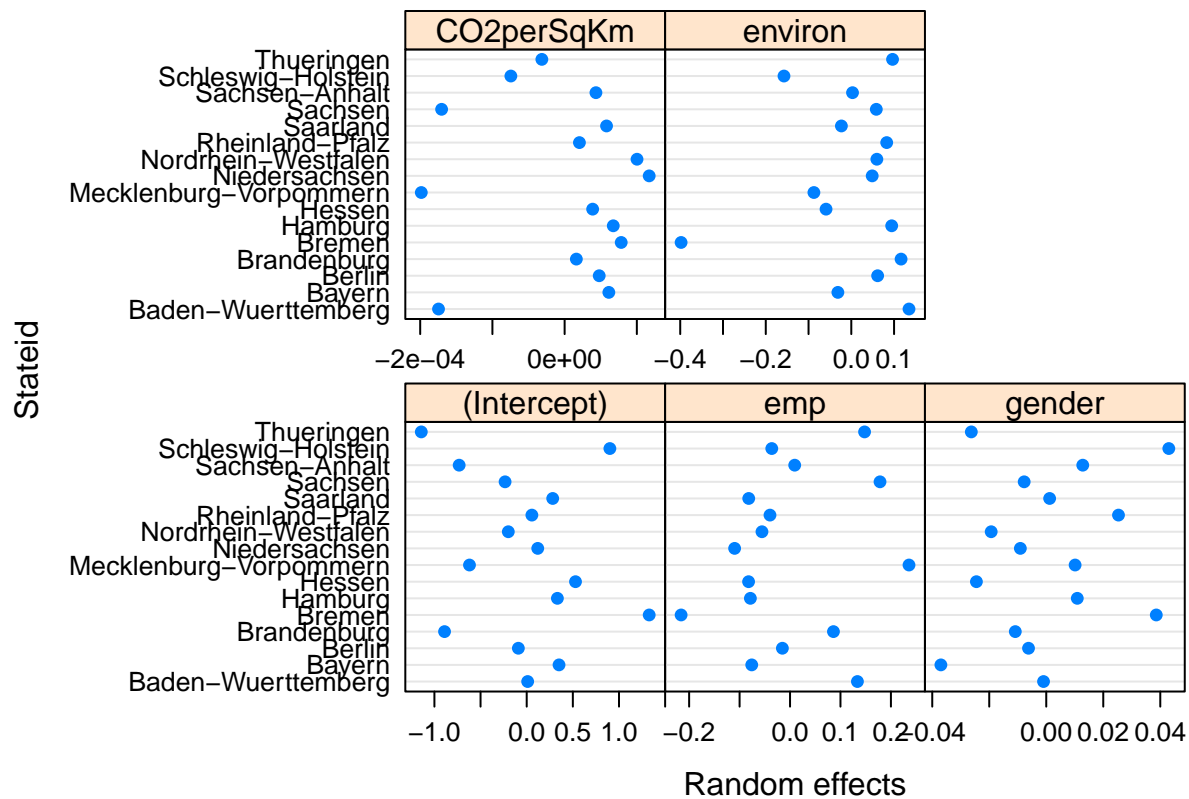 CO2perSqKm environ
Thueringen
Schleswig−Holstein
Sachsen−Anhalt
Sachsen
Saarland
Rheinland−Pfalz
Nordrhein−Westfalen
Niedersachsen
Mecklenburg−Vorpommern
Hessen
Hamburg
Bremen
Brandenburg
Berlin
Bayern
Baden−Wuerttemberg
−2e−04 0e+00 −0.4 −0.2 0.0 0.1
Stateid
(Intercept) emp gender
Thueringen
Schleswig−Holstein
Sachsen−Anhalt
Sachsen
Saarland
Rheinland−Pfalz
Nordrhein−Westfalen
Niedersachsen
Mecklenburg−Vorpommern
Hessen
Hamburg
Bremen
Brandenburg
Berlin
Bayern
Baden−Wuerttemberg
−1.0 0.0 0.5 1.0 −0.2 0.0 0.1 0.2 −0.04 0.00 0.02 0.04
Random effects